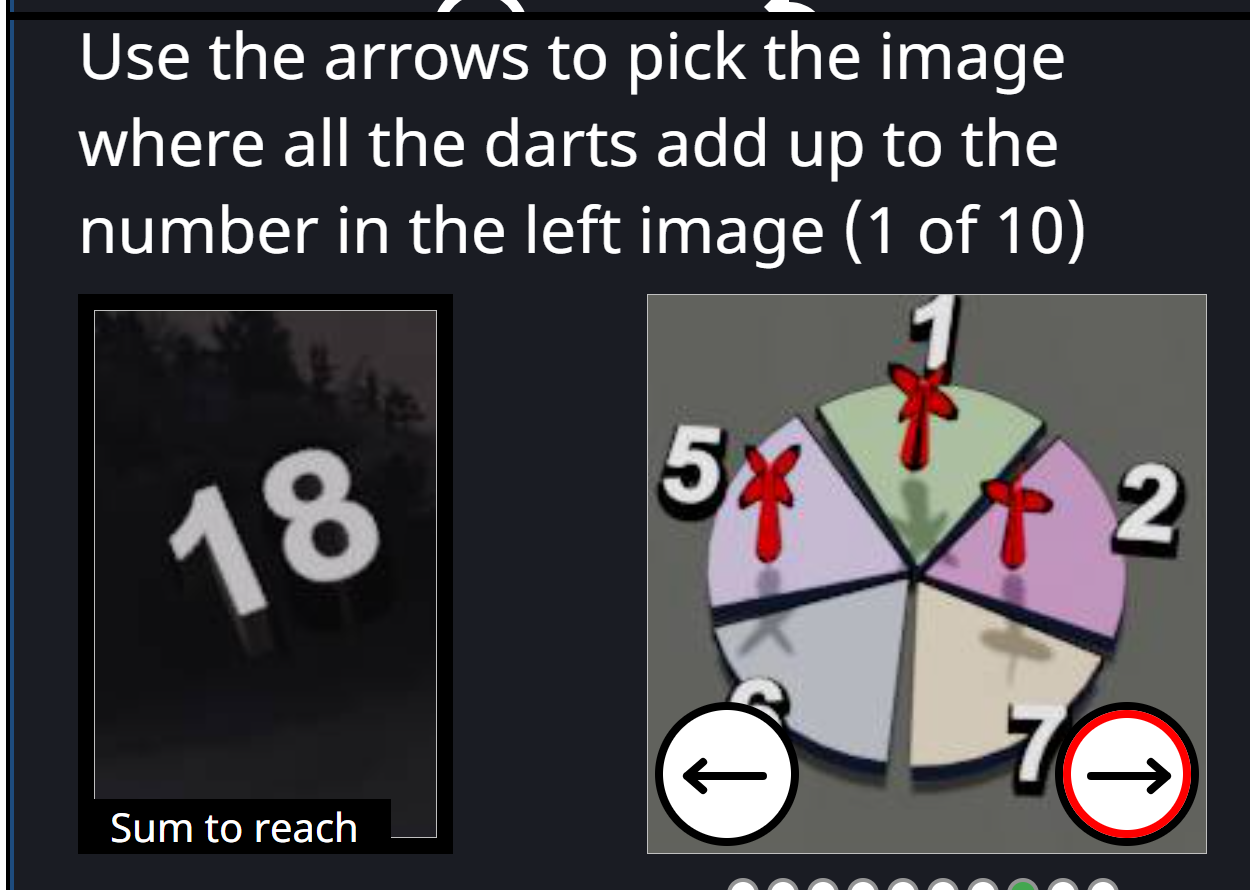 Use the arrows to pick the image
where all the darts add up to the
number in the left image (1 of 10)
18
Sum to reach
1
5
2
6
7